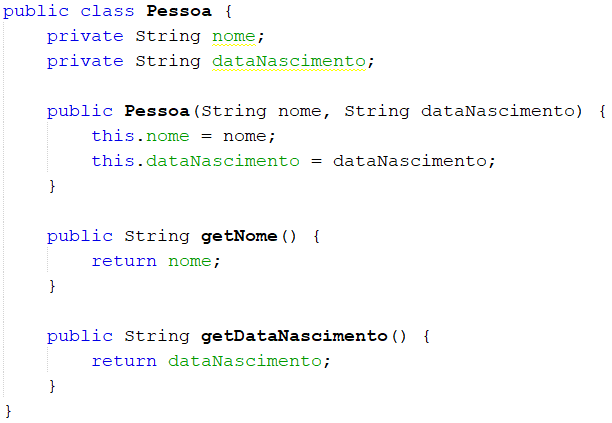 public class Pessoa {
    private String nome;
    private String dataNascimento;

    public Pessoa(String nome, String dataNascimento) {
        this.nome = nome;
        this.dataNascimento = dataNascimento;
    }

    public String getNome() {
        return nome;
    }

    public String getDataNascimento() {
        return dataNascimento;
    }
}